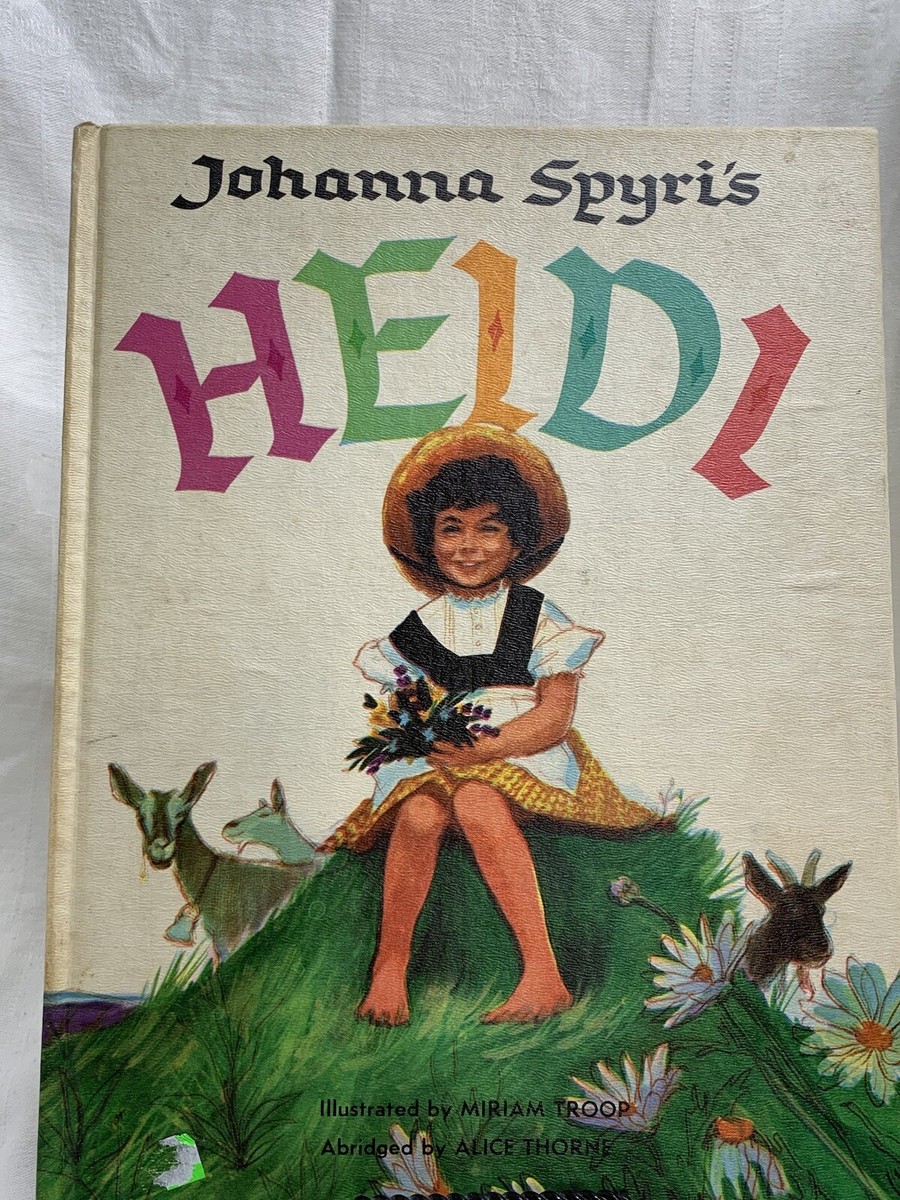 Johanna Spyri's
HEIDI
Illustrated by MIRIAM TROOP
Abridged by ALICE THORNE